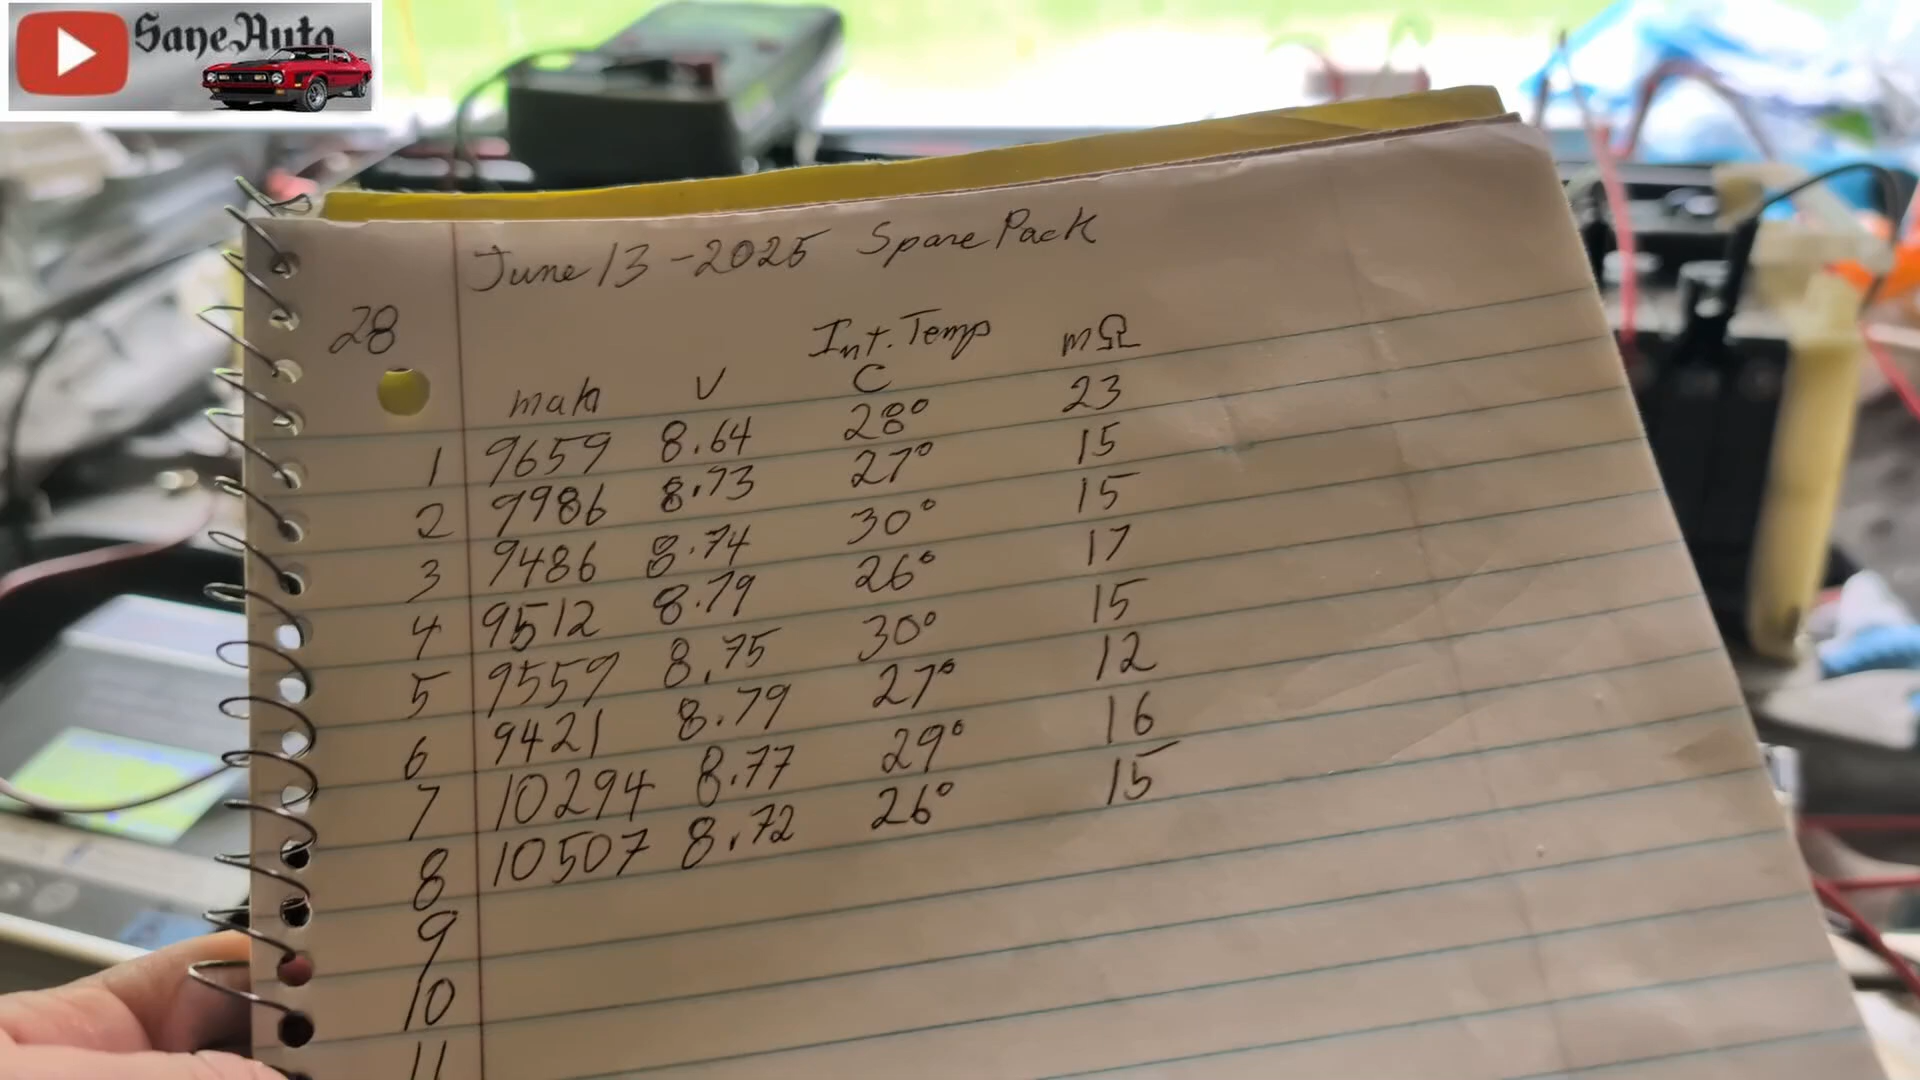 SaneAuto
June 13-2025 Spare Pack
28
Int. Temp mΩ
mah V C
1 9659 8.64 28° 23
2 9986 8.73 27° 15
3 9486 8.74 30° 15
4 9512 8.79 26° 17
5 9559 8.75 30° 15
6 9421 8.79 27° 12
7 10294 8.77 29° 16
8 10507 8.72 26° 15
9
10
11